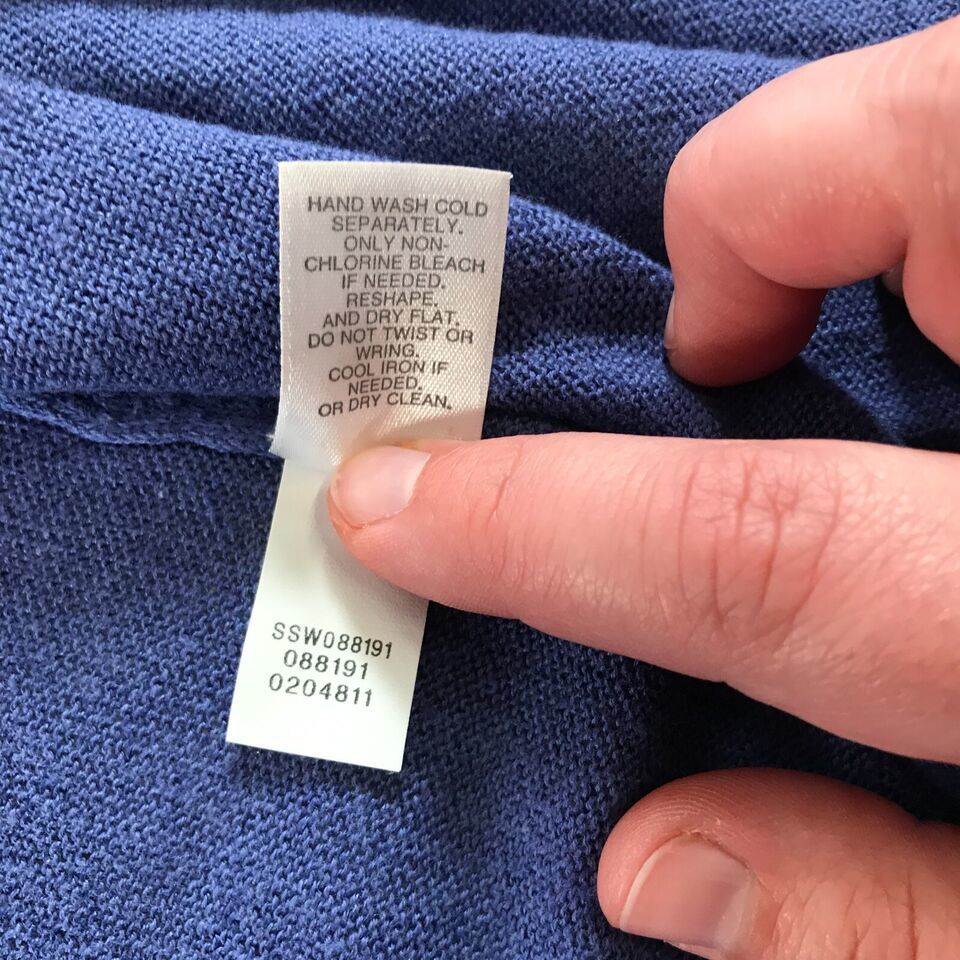 HAND WASH COLD
SEPARATELY.
ONLY NON-
CHLORINE BLEACH
IF NEEDED.
RESHAPE,
AND DRY FLAT.
DO NOT TWIST OR
WRING.
COOL IRON IF
NEEDED.
OR DRY CLEAN.
SSW088191
088191
0204811